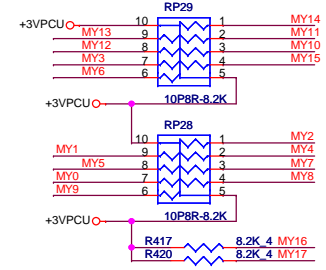 RP29
+3VPCU 10 1 MY14
MY13 9 2 MY11
MY12 8 3 MY10
MY3 7 4 MY15
MY6 6 5
+3VPCU 10P8R-8.2K
RP28
10 1 MY2
MY1 9 2 MY4
MY5 8 3 MY7
MY0 7 4 MY8
MY9 6 5
+3VPCU 10P8R-8.2K
R417 8.2K_4 MY16
R420 8.2K_4 MY17